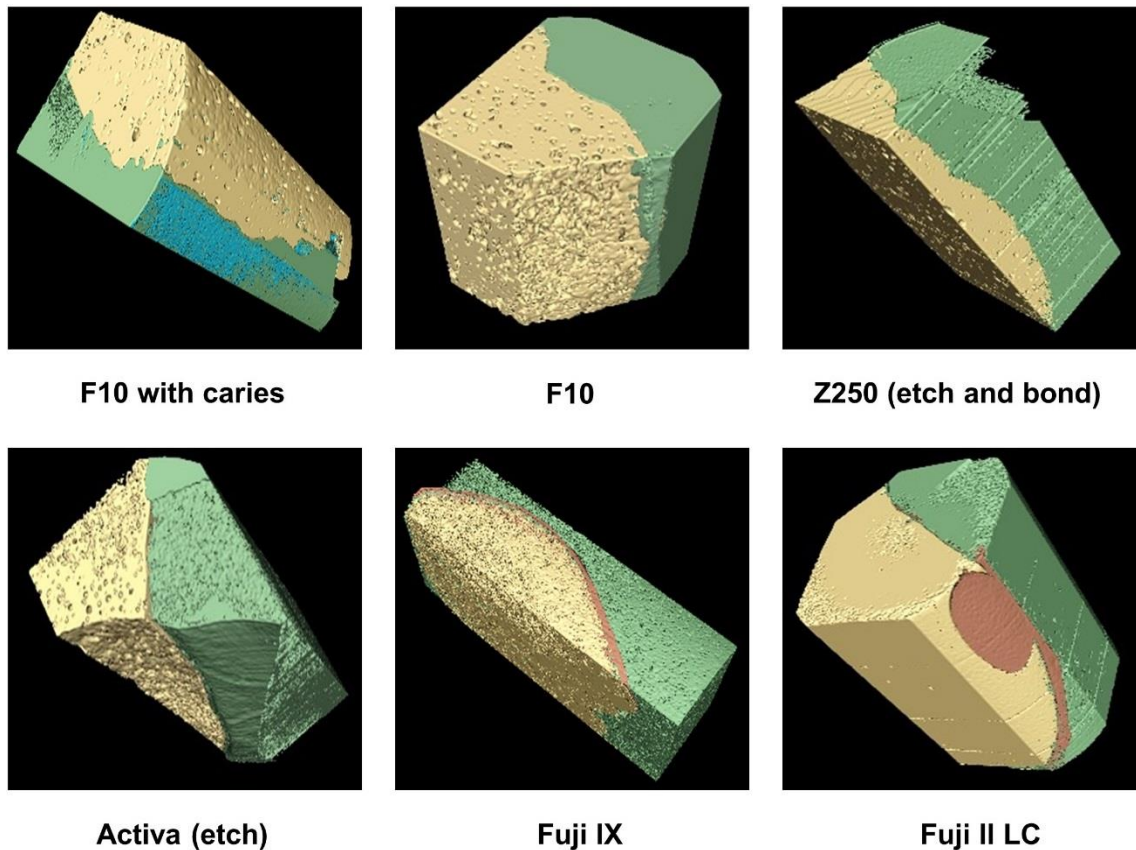 F10 with caries
F10
Z250 (etch and bond)
Activa (etch)
Fuji IX
Fuji II LC